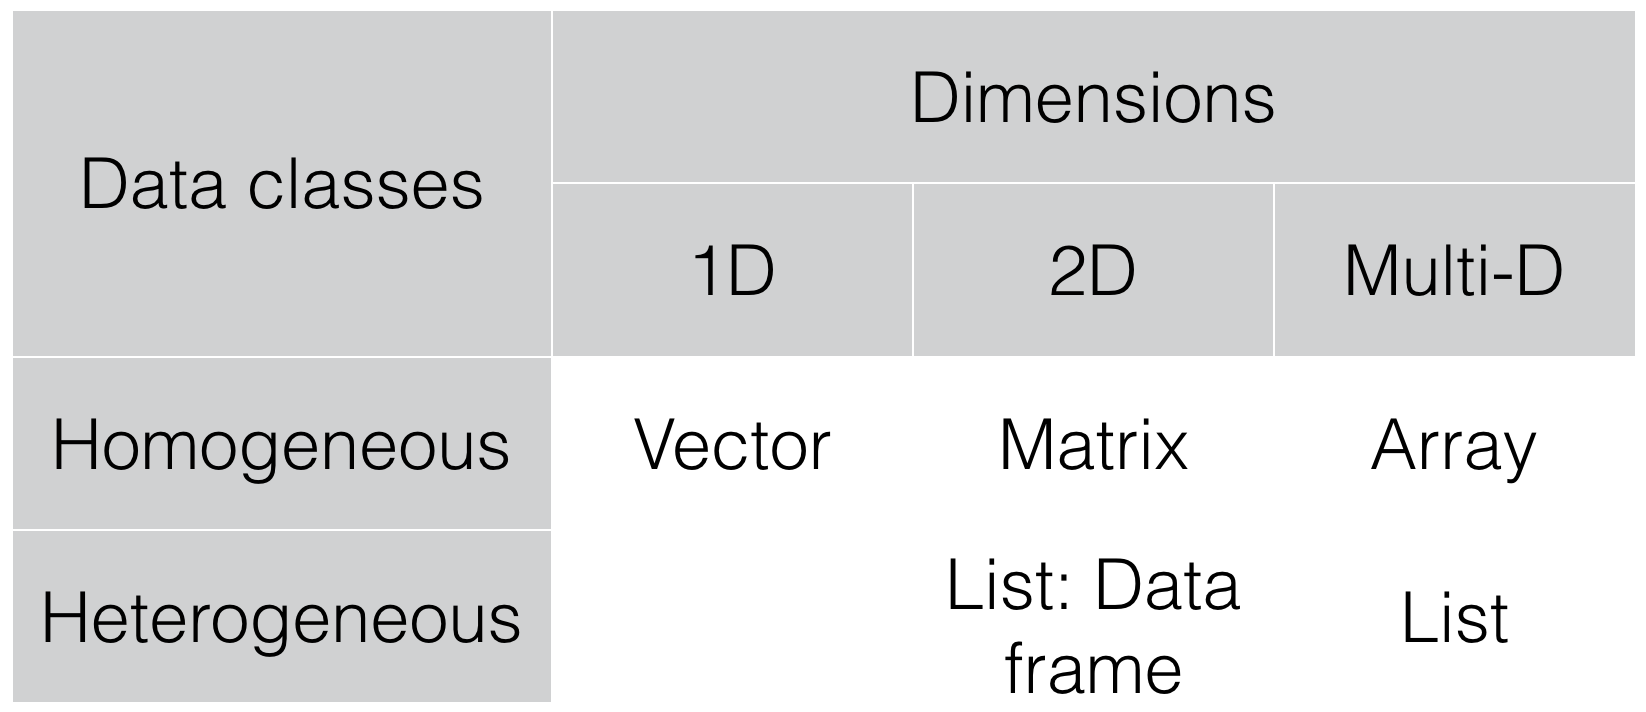 Data classes
Dimensions
1D 2D Multi-D
Homogeneous Vector Matrix Array
Heterogeneous List: Data frame List